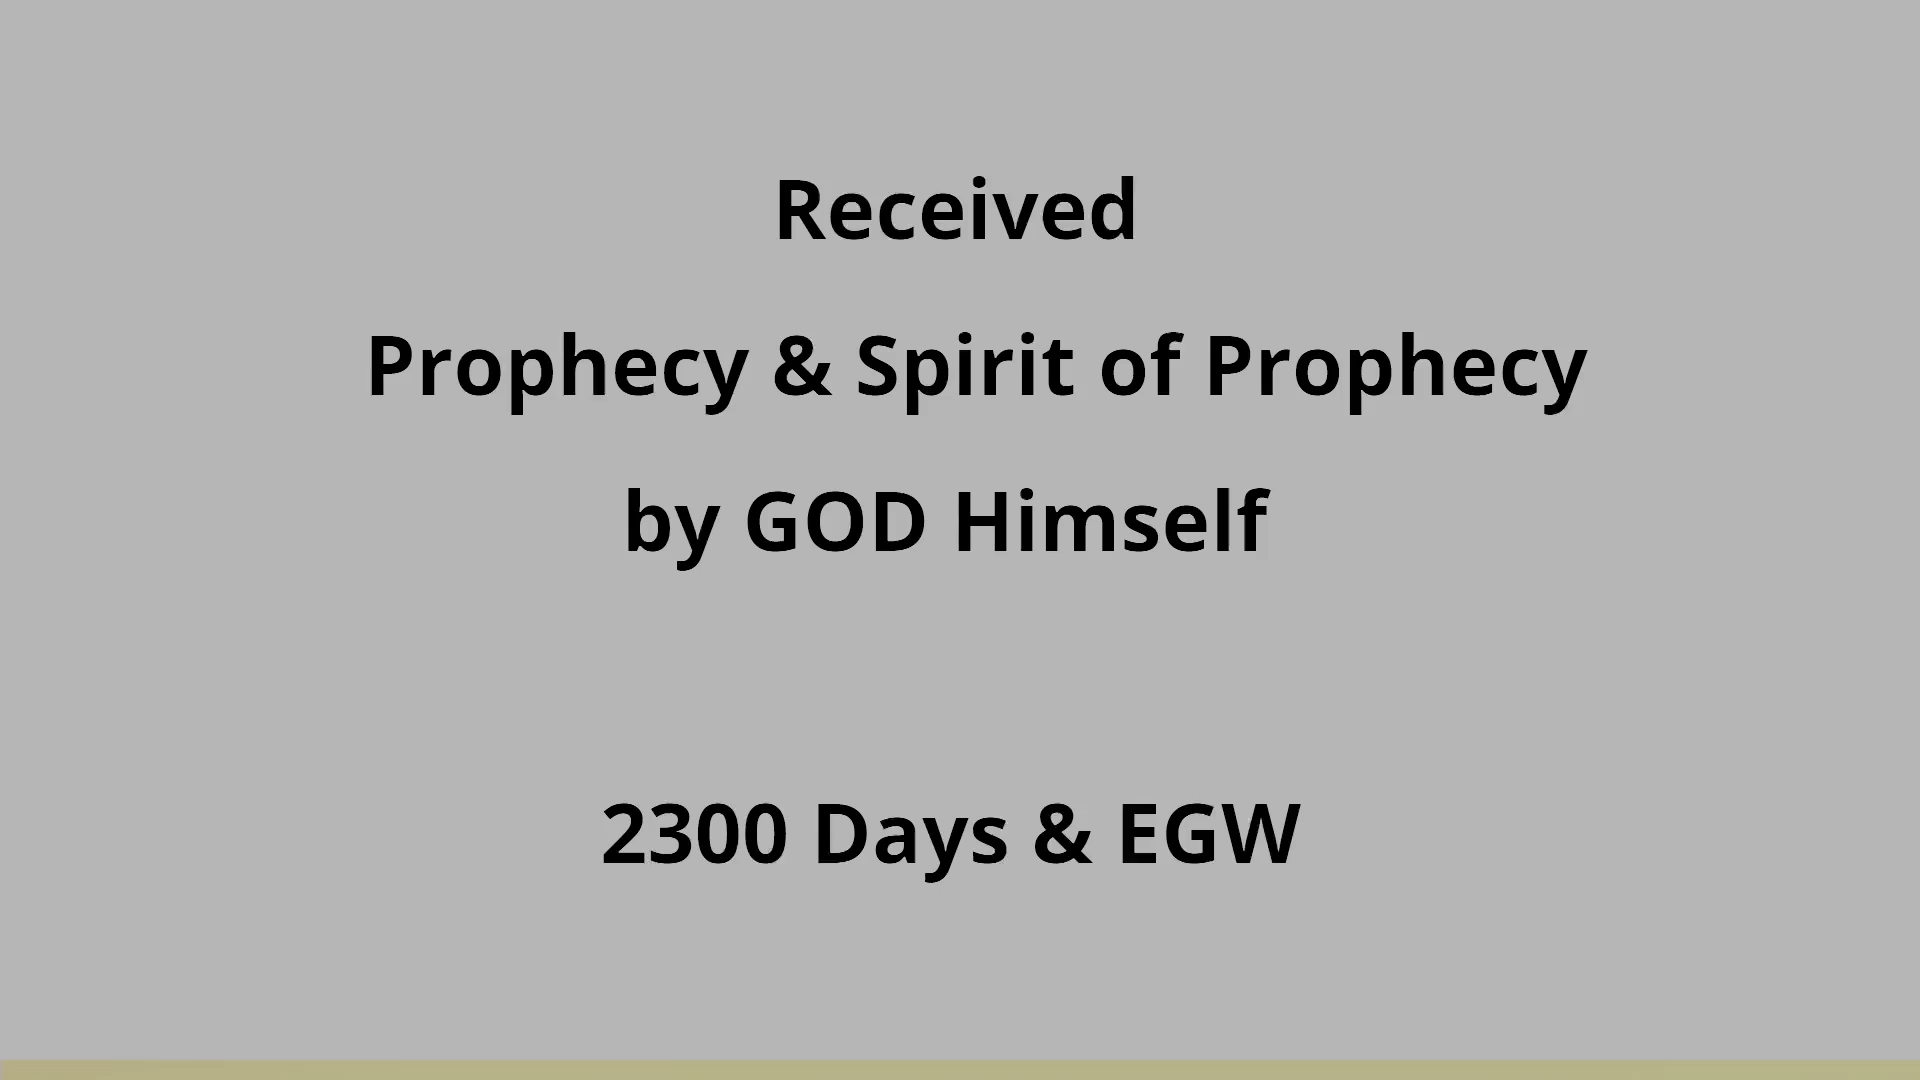 Received
Prophecy & Spirit of Prophecy
by GOD Himself
2300 Days & EGW